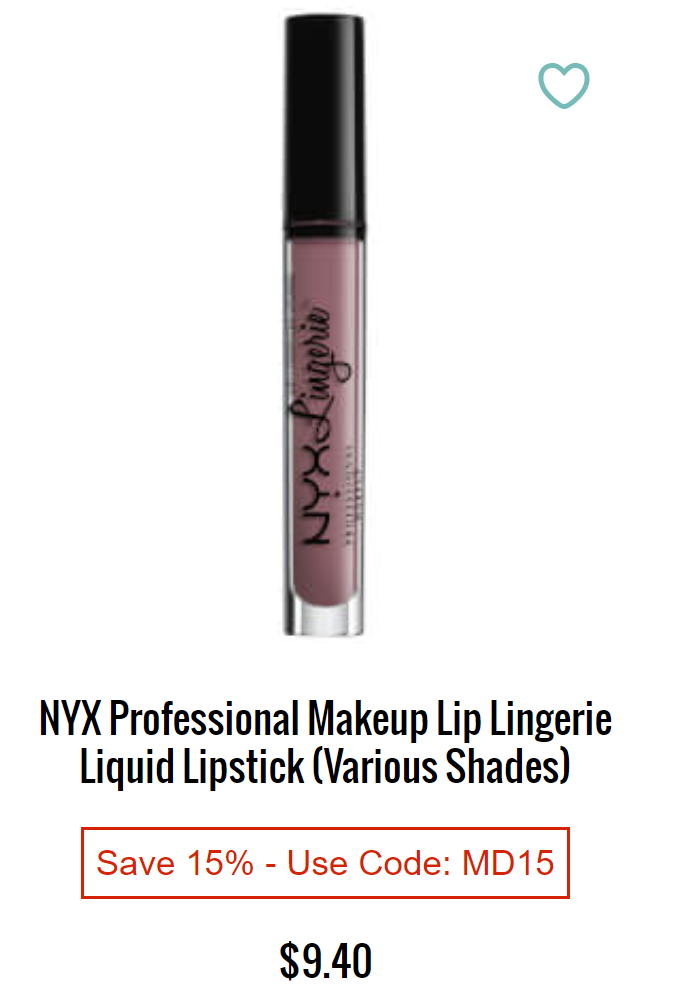 NYX Lingerie
NYX Professional Makeup Lip Lingerie
Liquid Lipstick (Various Shades)
Save 15% - Use Code: MD15
$9.40